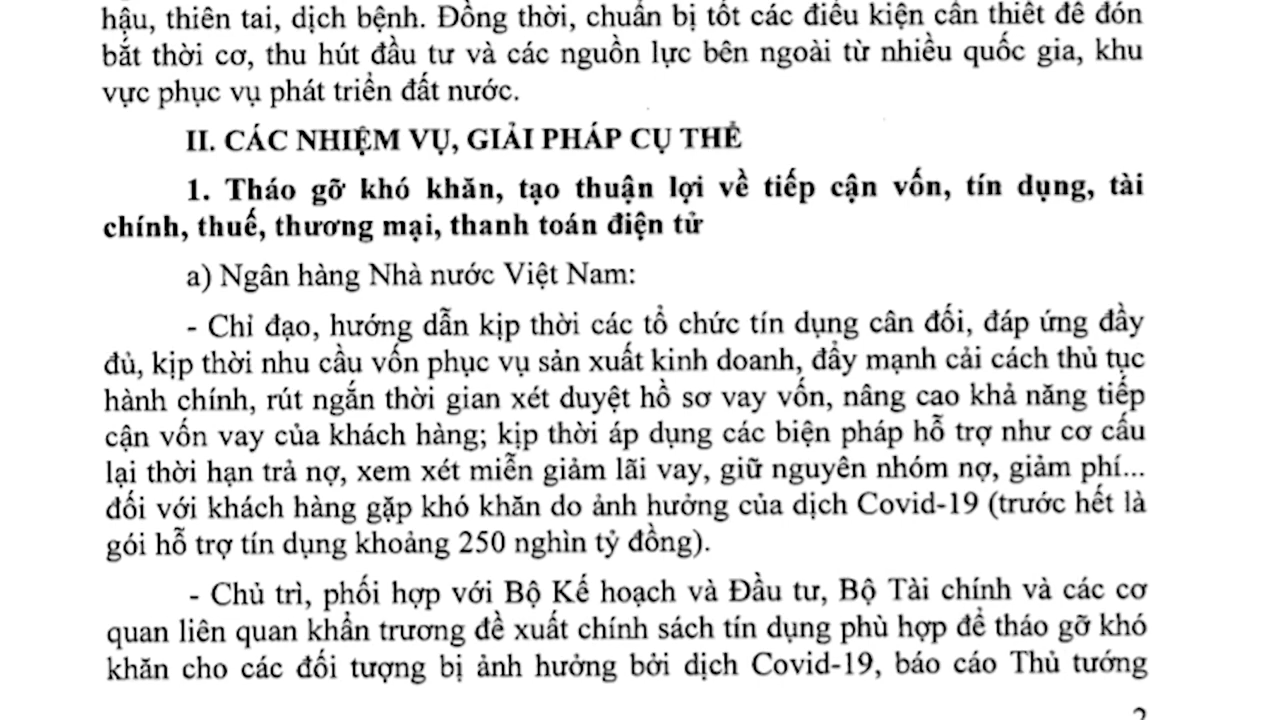 hậu, thiên tai, dịch bệnh. Đồng thời, chuẩn bị tốt các điều kiện cần thiết để đón
bắt thời cơ, thu hút đầu tư và các nguồn lực bên ngoài từ nhiều quốc gia, khu
vực phục vụ phát triển đất nước.
II. CÁC NHIỆM VỤ, GIẢI PHÁP CỤ THỂ
1. Tháo gỡ khó khăn, tạo thuận lợi về tiếp cận vốn, tín dụng, tài
chính, thuế, thương mại, thanh toán điện tử
a) Ngân hàng Nhà nước Việt Nam:
- Chỉ đạo, hướng dẫn kịp thời các tổ chức tín dụng cân đối, đáp ứng đầy
đủ, kịp thời nhu cầu vốn phục vụ sản xuất kinh doanh, đẩy mạnh cải cách thủ tục
hành chính, rút ngắn thời gian xét duyệt hồ sơ vay vốn, nâng cao khả năng tiếp
cận vốn vay của khách hàng; kịp thời áp dụng các biện pháp hỗ trợ như cơ cấu
lại thời hạn trả nợ, xem xét miễn giảm lãi vay, giữ nguyên nhóm nợ, giảm phí...
đối với khách hàng gặp khó khăn do ảnh hưởng của dịch Covid-19 (trước hết là
gói hỗ trợ tín dụng khoảng 250 nghìn tỷ đồng).
- Chủ trì, phối hợp với Bộ Kế hoạch và Đầu tư, Bộ Tài chính và các cơ
quan liên quan khẩn trương đề xuất chính sách tín dụng phù hợp để tháo gỡ khó
khăn cho các đối tượng bị ảnh hưởng bởi dịch Covid-19, báo cáo Thủ tướng
2